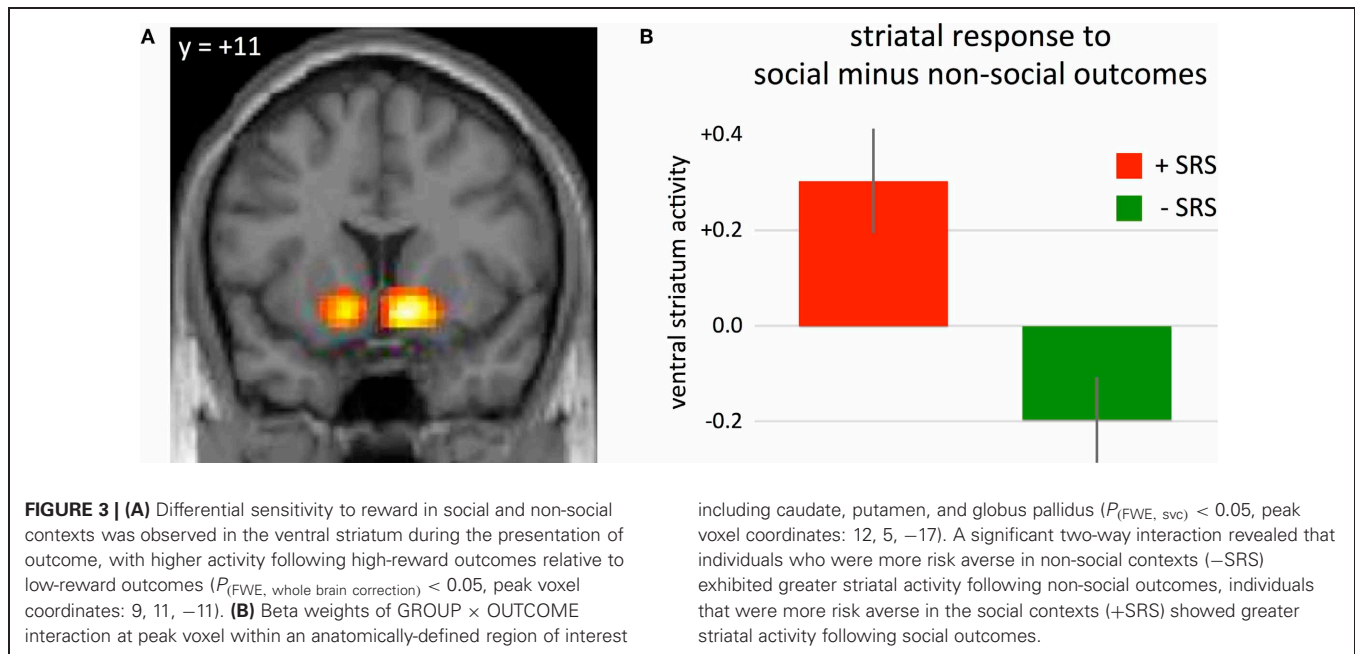 A
y = +11
B
striatal response to
social minus non-social outcomes
ventral striatum activity
+0.4
+0.2
0.0
-0.2
+ SRS
- SRS
FIGURE 3 | (A) Differential sensitivity to reward in social and non-social
contexts was observed in the ventral striatum during the presentation of
outcome, with higher activity following high-reward outcomes relative to
low-reward outcomes (P(FWE, whole brain correction) < 0.05, peak voxel
coordinates: 9, 11, −11). (B) Beta weights of GROUP × OUTCOME
interaction at peak voxel within an anatomically-defined region of interest
including caudate, putamen, and globus pallidus (P(FWE, svc) < 0.05, peak
voxel coordinates: 12, 5, −17). A significant two-way interaction revealed that
individuals who were more risk averse in non-social contexts (−SRS)
exhibited greater striatal activity following non-social outcomes, individuals
that were more risk averse in the social contexts (+SRS) showed greater
striatal activity following social outcomes.